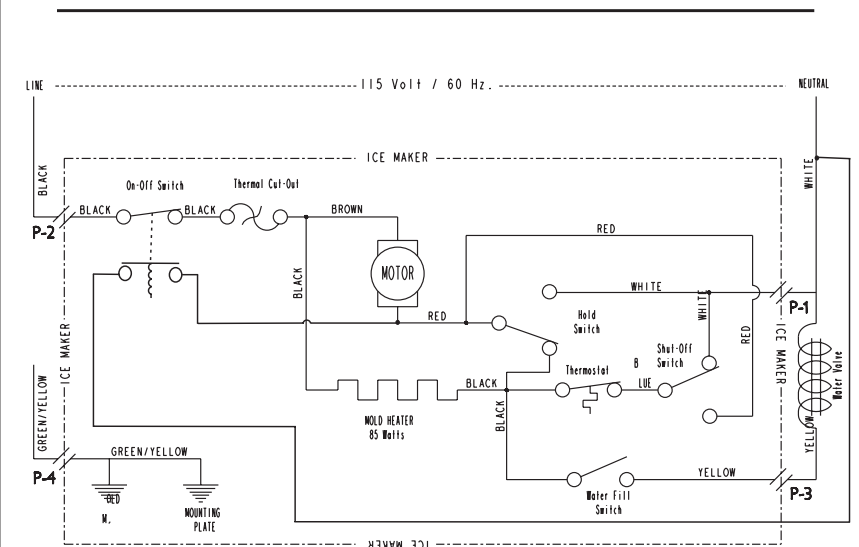 LINE 115 Volt / 60 Hz. NEUTRAL
ICE MAKER
BLACK
WHITE
On-Off Switch
Thermal Cut-Out
BLACK
BLACK
BROWN
P-2
RED
MOTOR
BLACK
WHITE
WHITE
P-1
RED
Hold
Switch
RED
ICE MAKER
ICE MAKER
Shut-Off
Switch
Thermostat
B
LUE
BLACK
Water Valve
MOLD HEATER
85 Watts
BLACK
GREEN/YELLOW
YELLOW
GREEN/YELLOW
P-4
YELLOW
P-3
Water Fill
Switch
OLD
M,
MOUNTING
PLATE
ICE MAKER